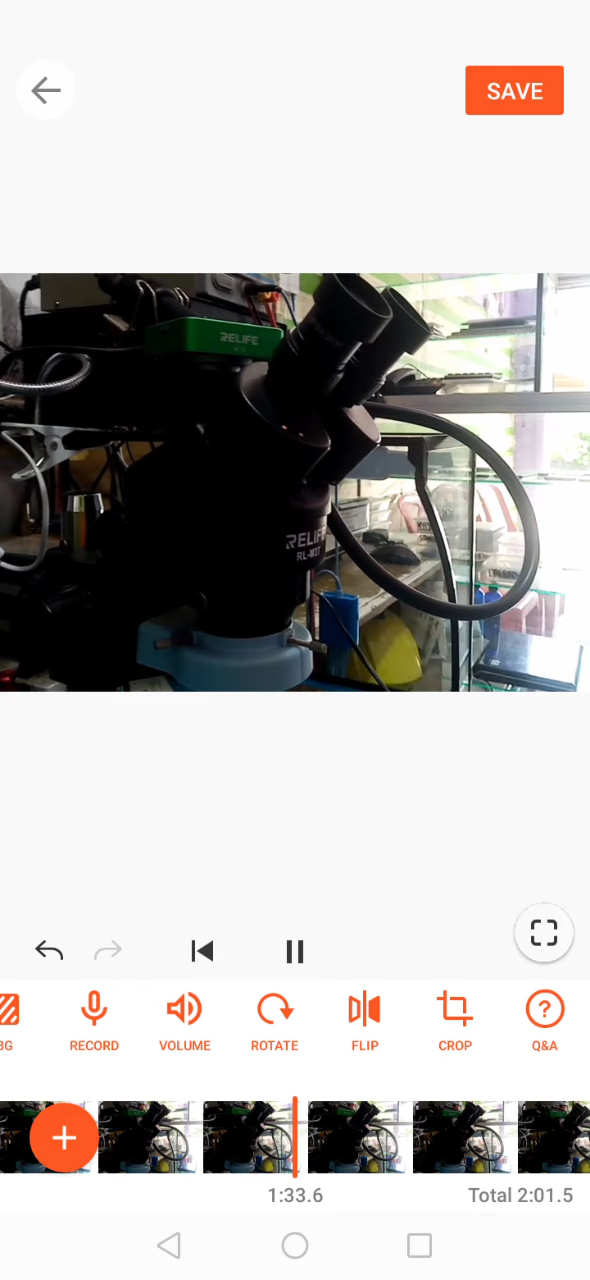 SAVE
RELIFE
RELIFE
RL-M3T
BG
RECORD
VOLUME
ROTATE
FLIP
CROP
Q&A
1:33.6
Total 2:01.5